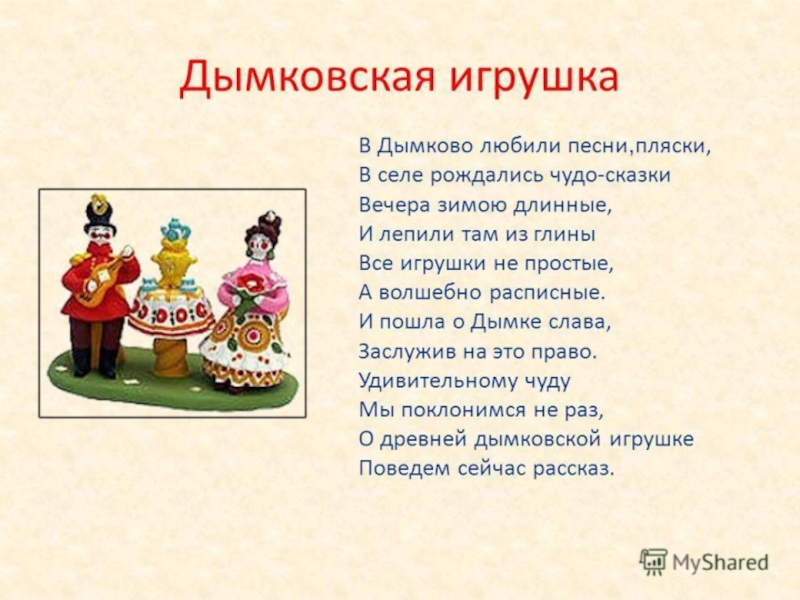 Дымковская игрушка
В Дымково любили песни,пляски,
В селе рождались чудо-сказки
Вечера зимою длинные,
И лепили там из глины
Все игрушки не простые,
А волшебно расписные.
И пошла о Дымке слава,
Заслужив на это право.
Удивительному чуду
Мы поклонимся не раз,
О древней дымковской игрушке
Поведем сейчас рассказ.
MyShared